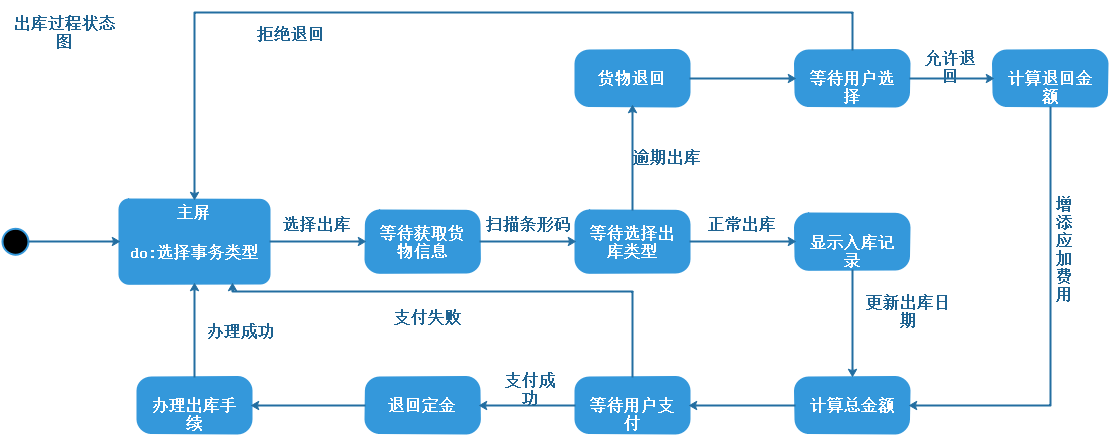 出库过程状态
图
拒绝退回
货物退回
等待用户选
择
允许退
回
计算退回金
额
逾期出库
主屏
do:选择事务类型
选择出库
等待获取货
物信息
扫描条形码
等待选择出
库类型
正常出库
显示入库记
录
增
添
应
加
费
用
更新出库日
期
支付失败
办理成功
办理出库手
续
退回定金
支付成
功
等待用户支
付
计算总金额